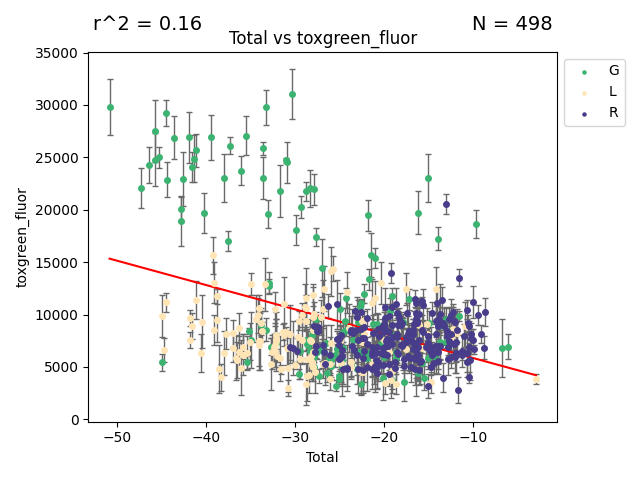 r^2 = 0.16
N = 498
Total vs toxgreen_fluor
35000
30000
25000
20000
15000
10000
5000
0
toxgreen_fluor
−50
−40
−30
−20
−10
Total
G
L
R